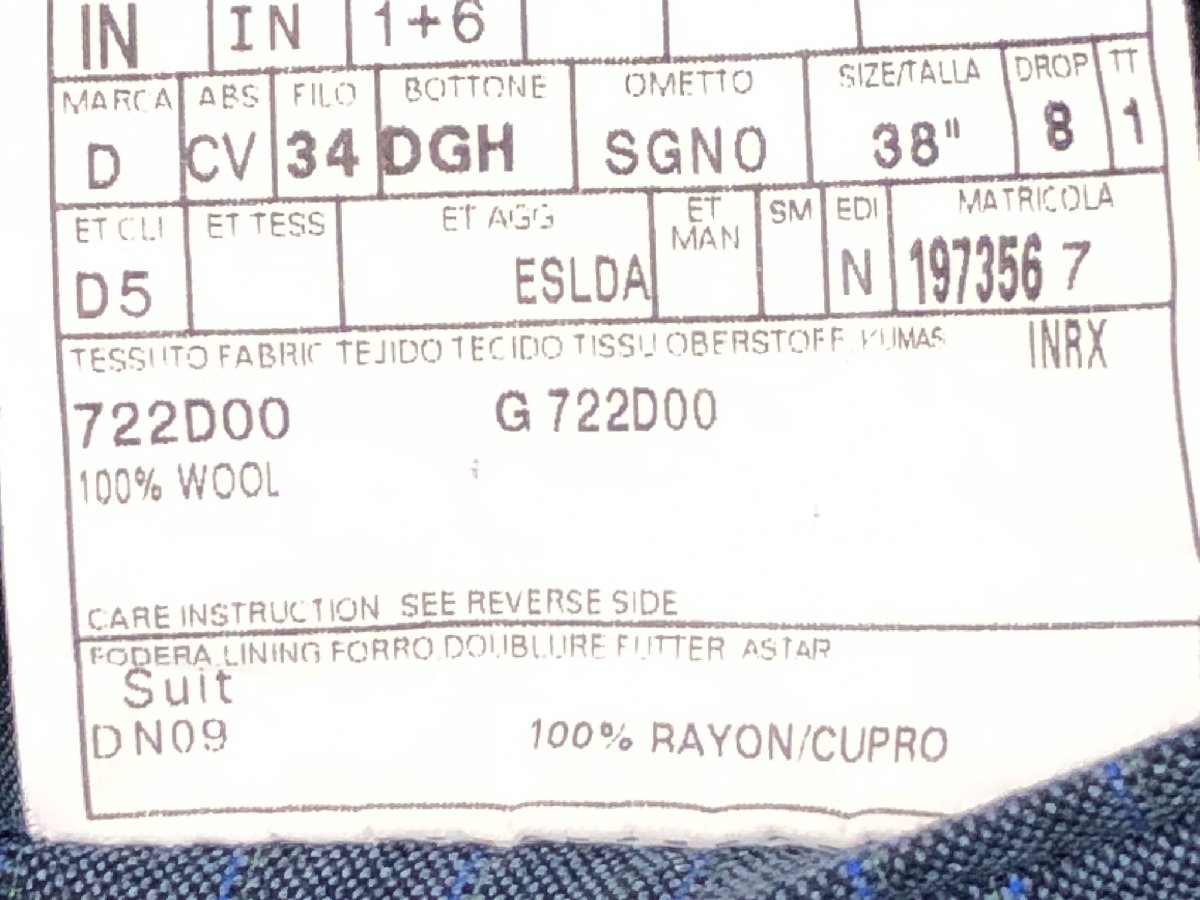 IN IN 1+6
MARCA ABS FILO BOTTONE OMETTO SIZE/TALLA DROP TT
D CV 34 DGH SGNO 38" 8 1
ET CLI ET TESS ET AGG ET MAN SM EDI MATRICOLA
D5 ESLDA N 197356 7
TESSUTO FABRIC TEJIDO TECIDO TISSU OBERSTOFF KUMAS INRX
722D00 G 722D00
100% WOOL
CARE INSTRUCTION SEE REVERSE SIDE
FODERA LINING FORRO DOUBLURE FUTTER ASTAR
Suit
DN09 100% RAYON/CUPRO